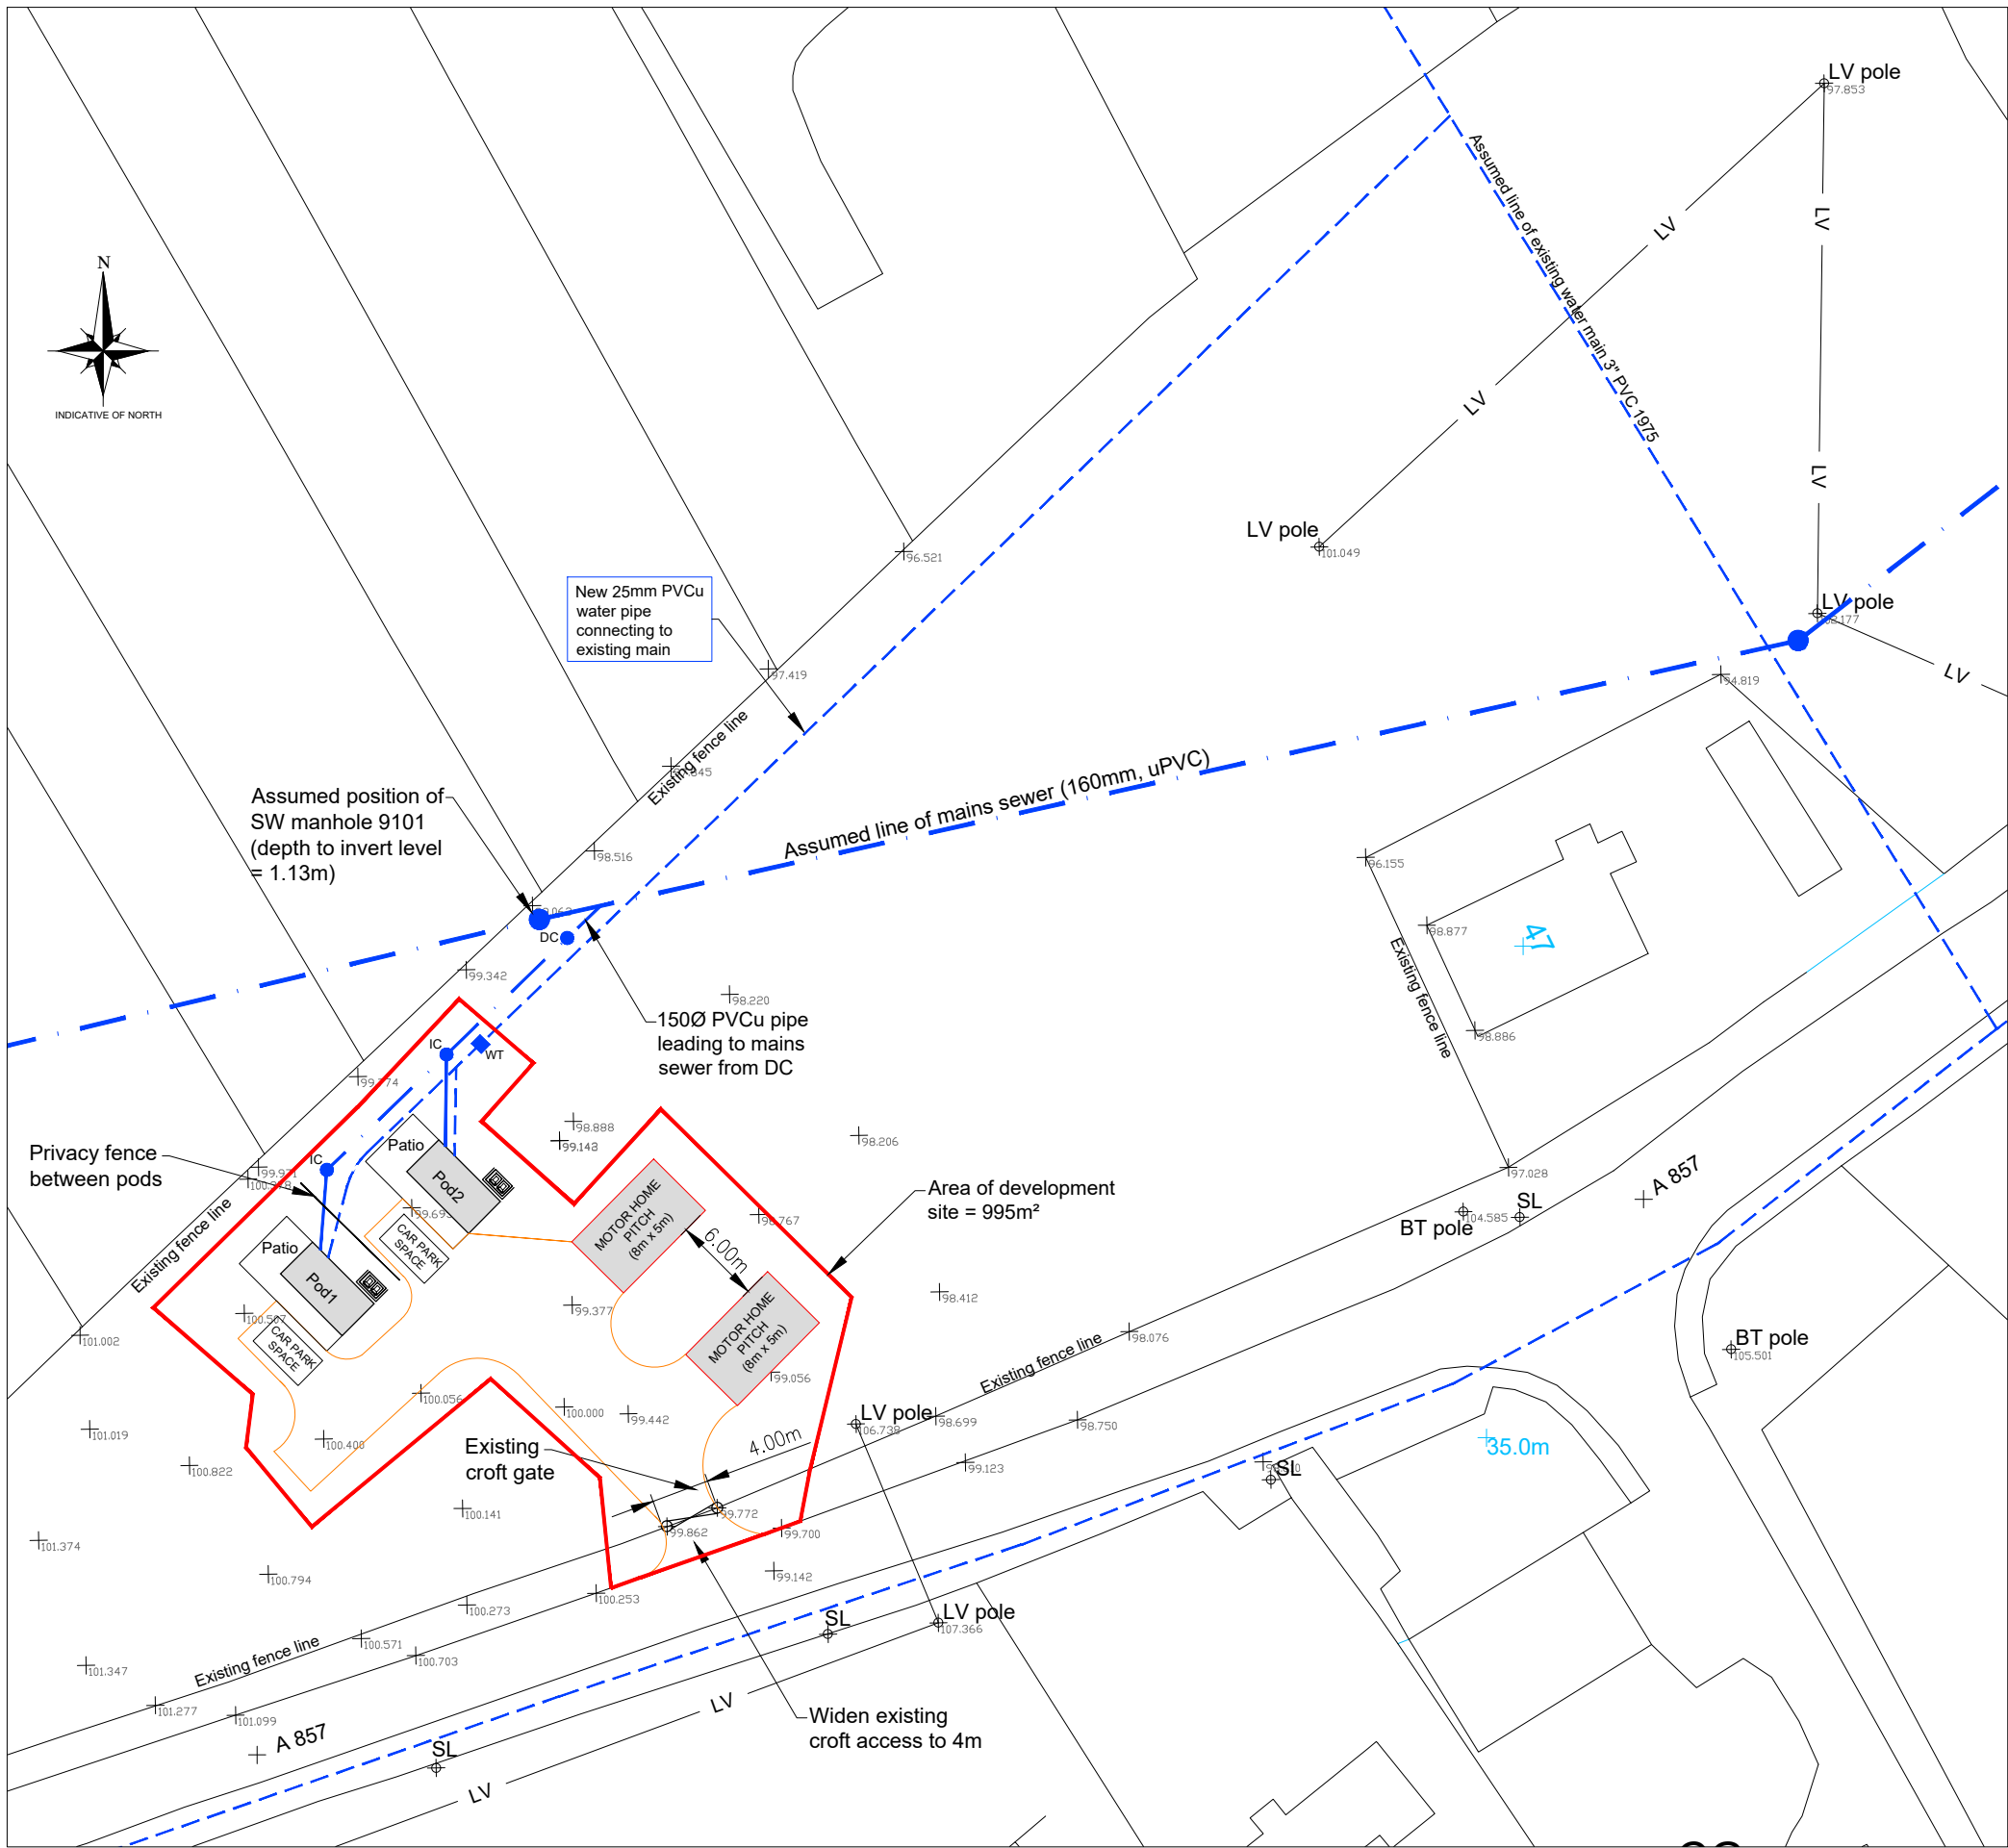 LV pole
97.853
LV
LV
Assumed line of existing water main 3" PVC 1975
N
INDICATIVE OF NORTH
LV
LV
LV pole
101.049
96.521
New 25mm PVCu
water pipe
connecting to
existing main
LV pole
LV
97.419
94.819
Existing fence line
Assumed line of mains sewer (160mm, uPVC)
Assumed position of
SW manhole 9101
(depth to invert level
= 1.13m)
98.516
96.155
98.877
47
98.886
Existing fence line
DC
99.342
98.220
150Ø PVCu pipe
leading to mains
sewer from DC
IC
WT
98.888
99.143
98.206
Privacy fence
between pods
IC
Patio
Pod2
CAR PARK
SPACE
Existing fence line
Patio
Pod1
CAR PARK
SPACE
100.507
101.002
MOTOR HOME
PITCH
(8m x 5m)
6.00m
98.767
Area of development
site = 995m²
MOTOR HOME
PITCH
(8m x 5m)
99.377
98.412
99.056
97.028
A 857
SL
BT pole
104.585
98.076
Existing fence line
BT pole
105.501
101.019
100.056
100.000
99.442
100.400
100.822
Existing
croft gate
4.00m
LV pole
106.738
98.699
98.750
99.123
35.0m
SL
100.141
99.772
99.862
99.700
101.374
100.794
99.142
100.253
100.273
100.571
100.703
SL
LV pole
107.366
Existing fence line
101.347
101.277
101.099
A 857
LV
Widen existing
croft access to 4m
SL
LV